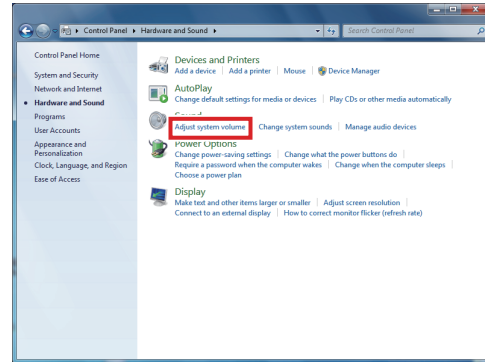 Control Panel ▸ Hardware and Sound ▸
Search Control Panel
Control Panel Home
System and Security
Network and Internet
Hardware and Sound
Programs
User Accounts
Appearance and
Personalization
Clock, Language, and Region
Ease of Access
Devices and Printers
Add a device | Add a printer | Mouse | Device Manager
AutoPlay
Change default settings for media or devices | Play CDs or other media automatically
Sound
Adjust system volume | Change system sounds | Manage audio devices
Power Options
Change power-saving settings | Change what the power buttons do
Require a password when the computer wakes | Change when the computer sleeps
Choose a power plan
Display
Make text and other items larger or smaller | Adjust screen resolution
Connect to an external display | How to correct monitor flicker (refresh rate)